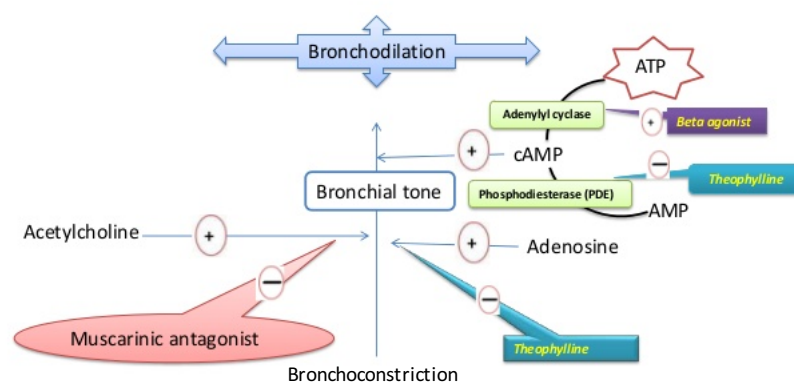 Bronchodilation
ATP
Adenylyl cyclase
+
Beta agonist
+
cAMP
−
Theophylline
Bronchial tone
Phosphodiesterase (PDE)
AMP
Acetylcholine
+
+
Adenosine
−
−
Muscarinic antagonist
Theophylline
Bronchoconstriction